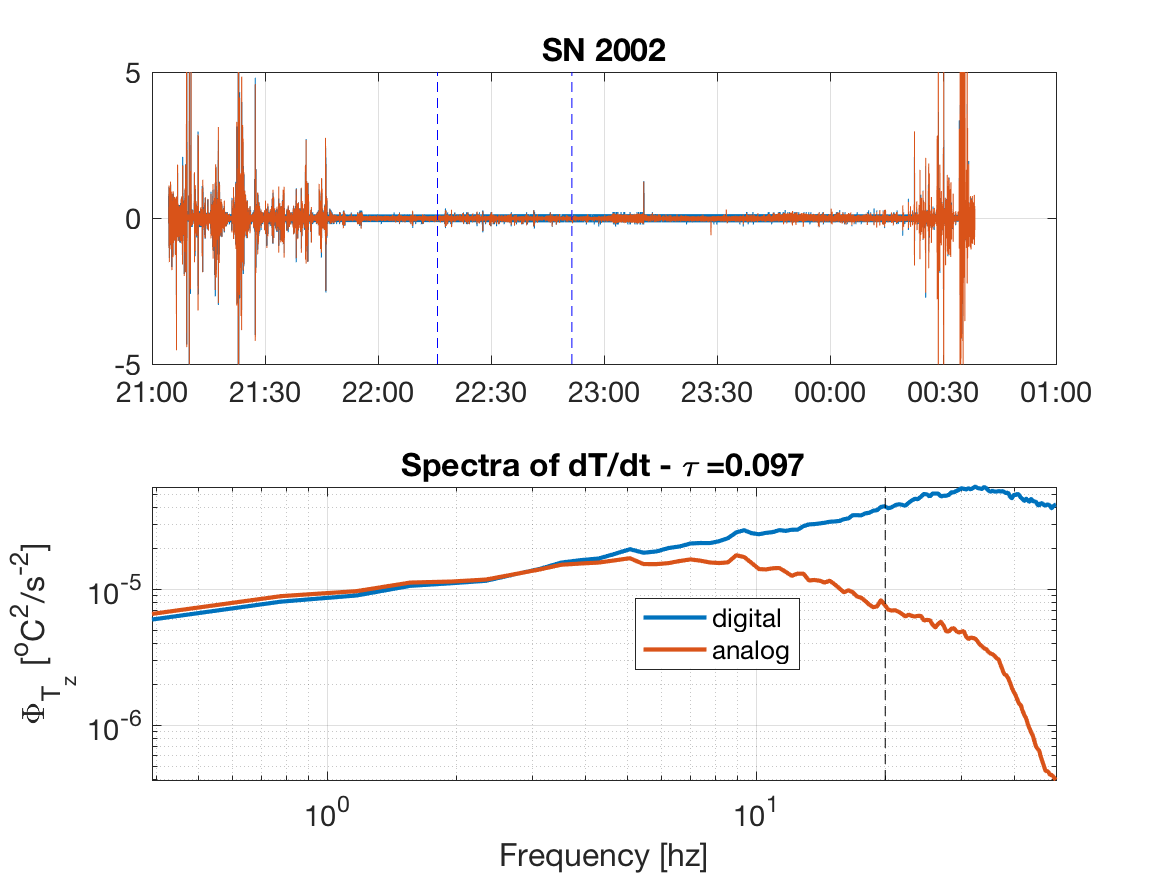 SN 2002
5
0
-5
21:00 21:30 22:00 22:30 23:00 23:30 00:00 00:30 01:00
Spectra of dT/dt - τ =0.097
Φ_T_z [°C²/s⁻²]
10⁻⁵
10⁻⁶
digital
analog
10⁰ 10¹
Frequency [hz]